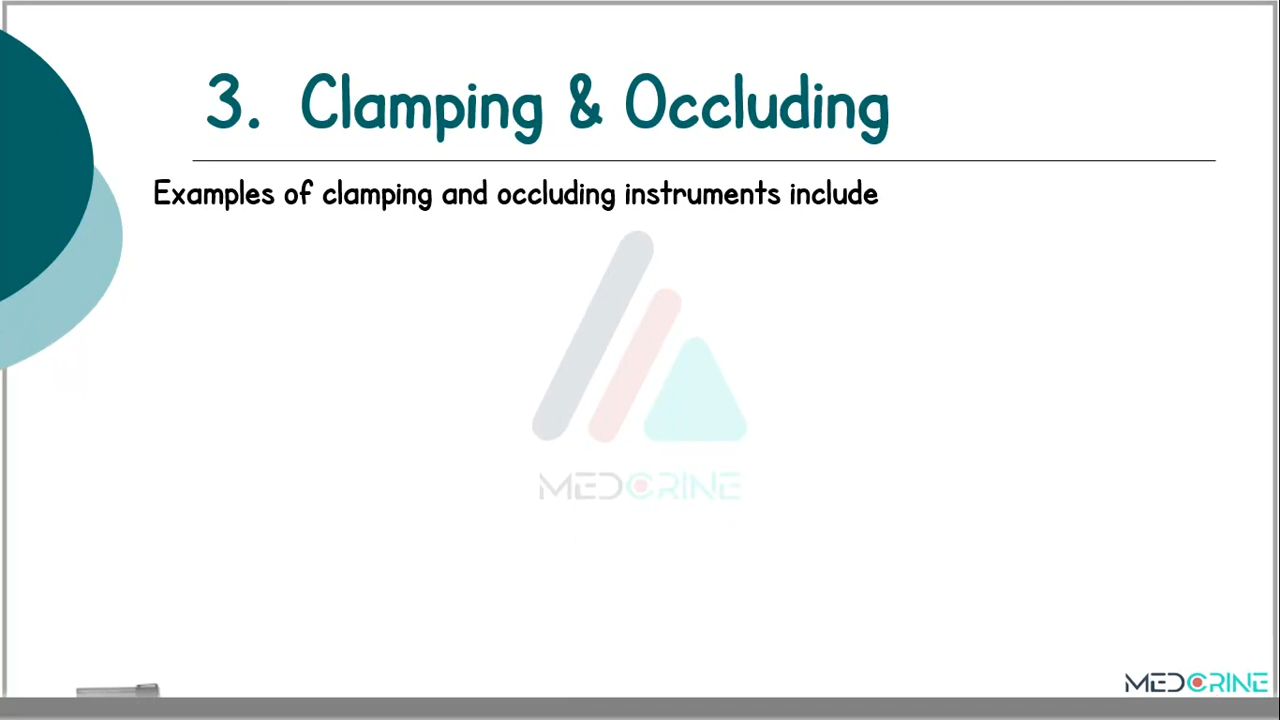 3. Clamping & Occluding
Examples of clamping and occluding instruments include
MEDCRINE
MEDCRINE